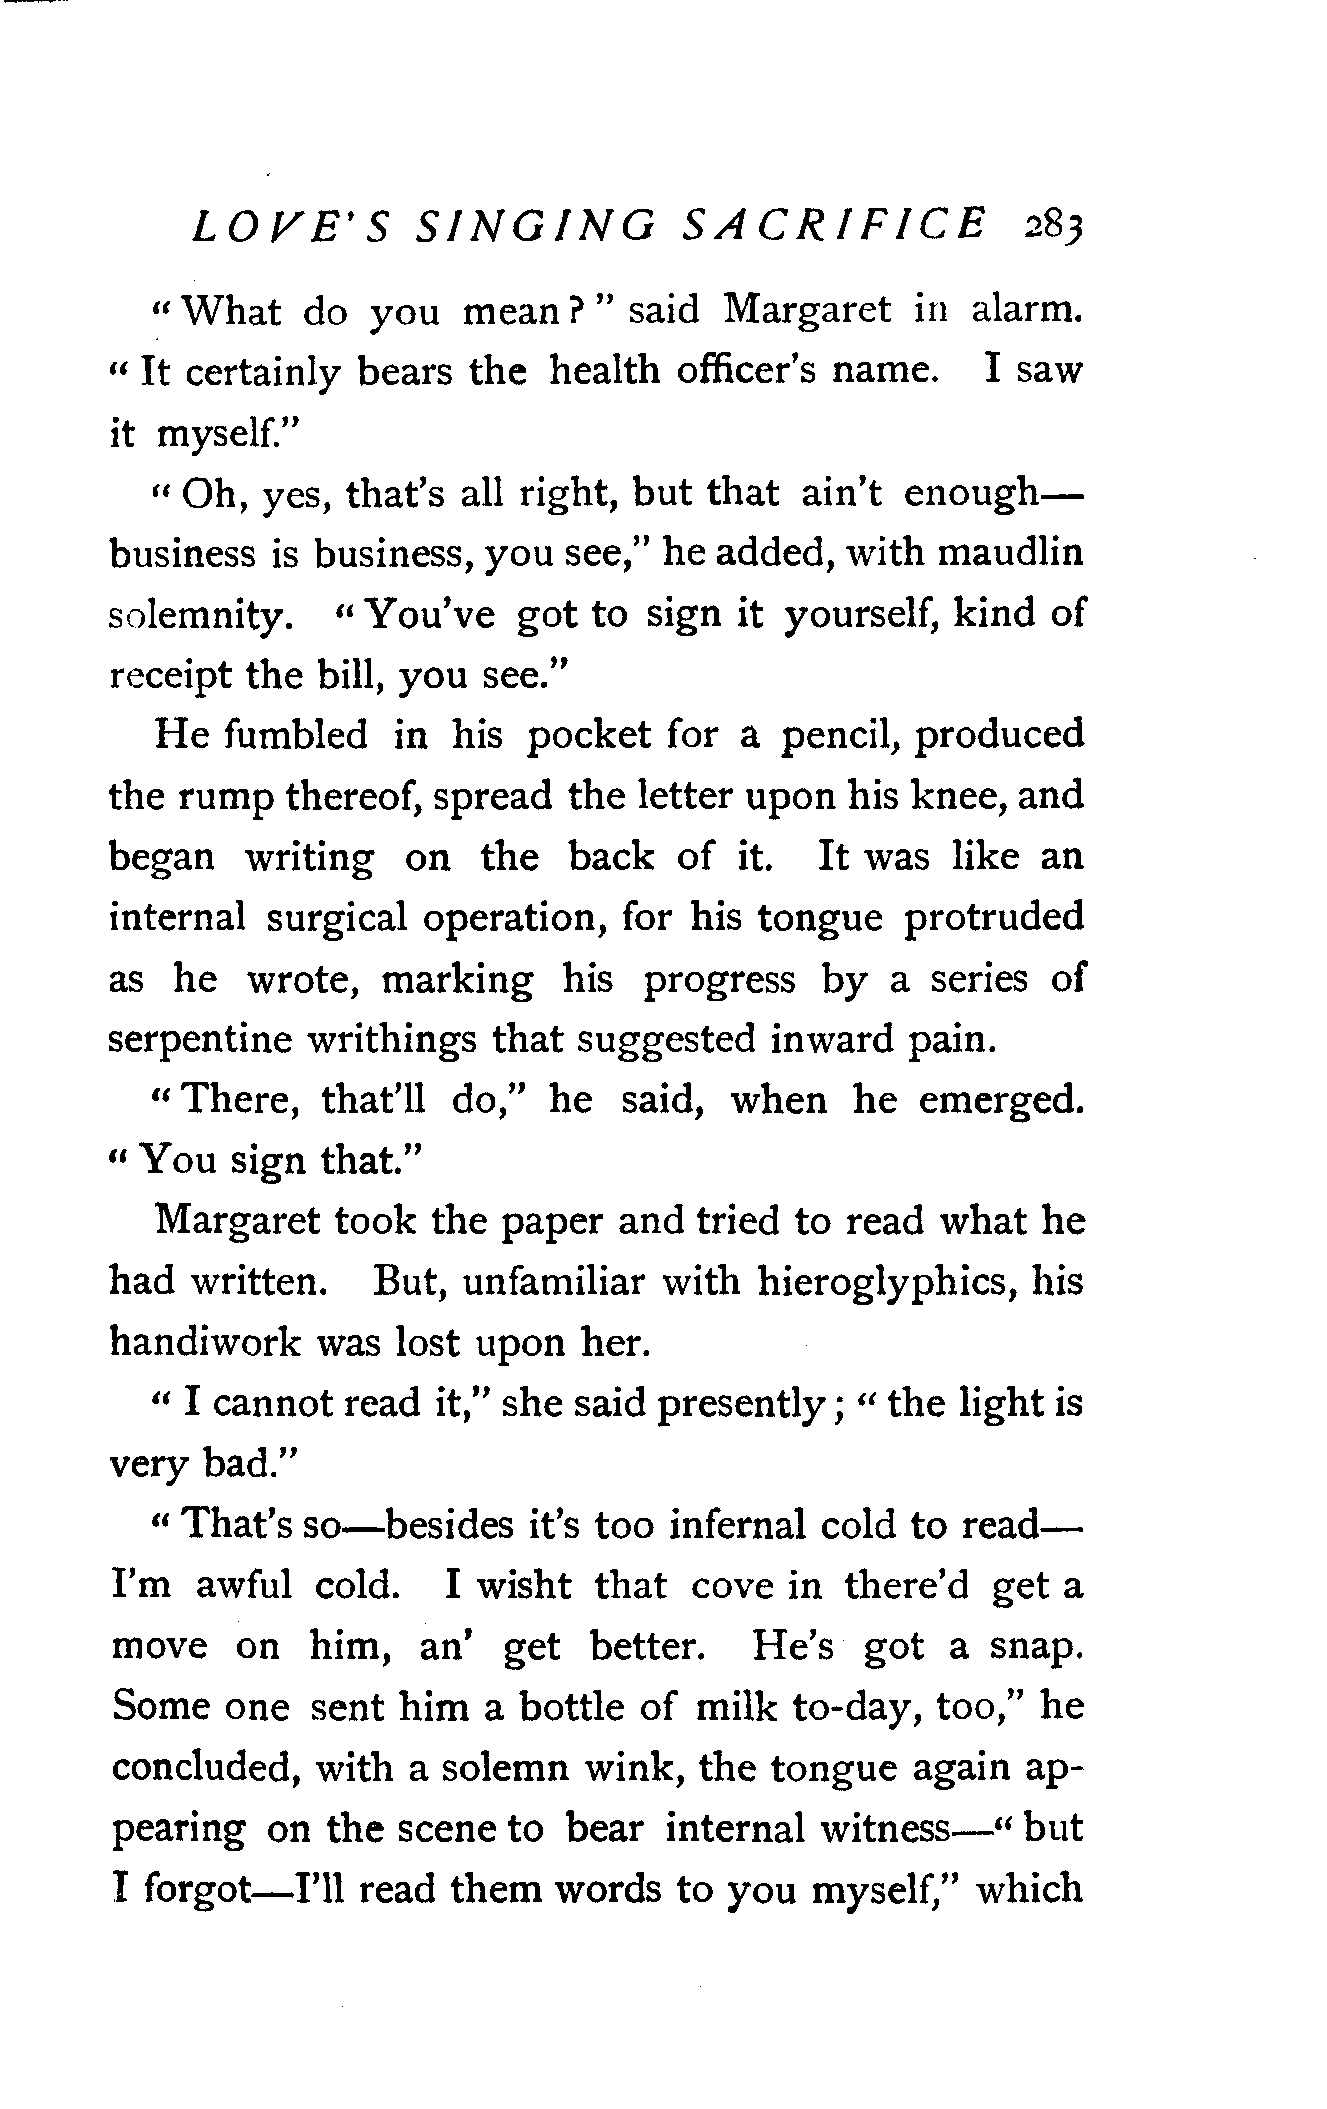 LOVE'S SINGING SACRIFICE 283
"What do you mean?" said Margaret in alarm.
"It certainly bears the health officer's name. I saw
it myself."
"Oh, yes, that's all right, but that ain't enough—
business is business, you see," he added, with maudlin
solemnity. "You've got to sign it yourself, kind of
receipt the bill, you see."
He fumbled in his pocket for a pencil, produced
the rump thereof, spread the letter upon his knee, and
began writing on the back of it. It was like an
internal surgical operation, for his tongue protruded
as he wrote, marking his progress by a series of
serpentine writhings that suggested inward pain.
"There, that'll do," he said, when he emerged.
"You sign that."
Margaret took the paper and tried to read what he
had written. But, unfamiliar with hieroglyphics, his
handiwork was lost upon her.
"I cannot read it," she said presently; "the light is
very bad."
"That's so—besides it's too infernal cold to read—
I'm awful cold. I wisht that cove in there'd get a
move on him, an' get better. He's got a snap.
Some one sent him a bottle of milk to-day, too," he
concluded, with a solemn wink, the tongue again ap-
pearing on the scene to bear internal witness—"but
I forgot—I'll read them words to you myself," which